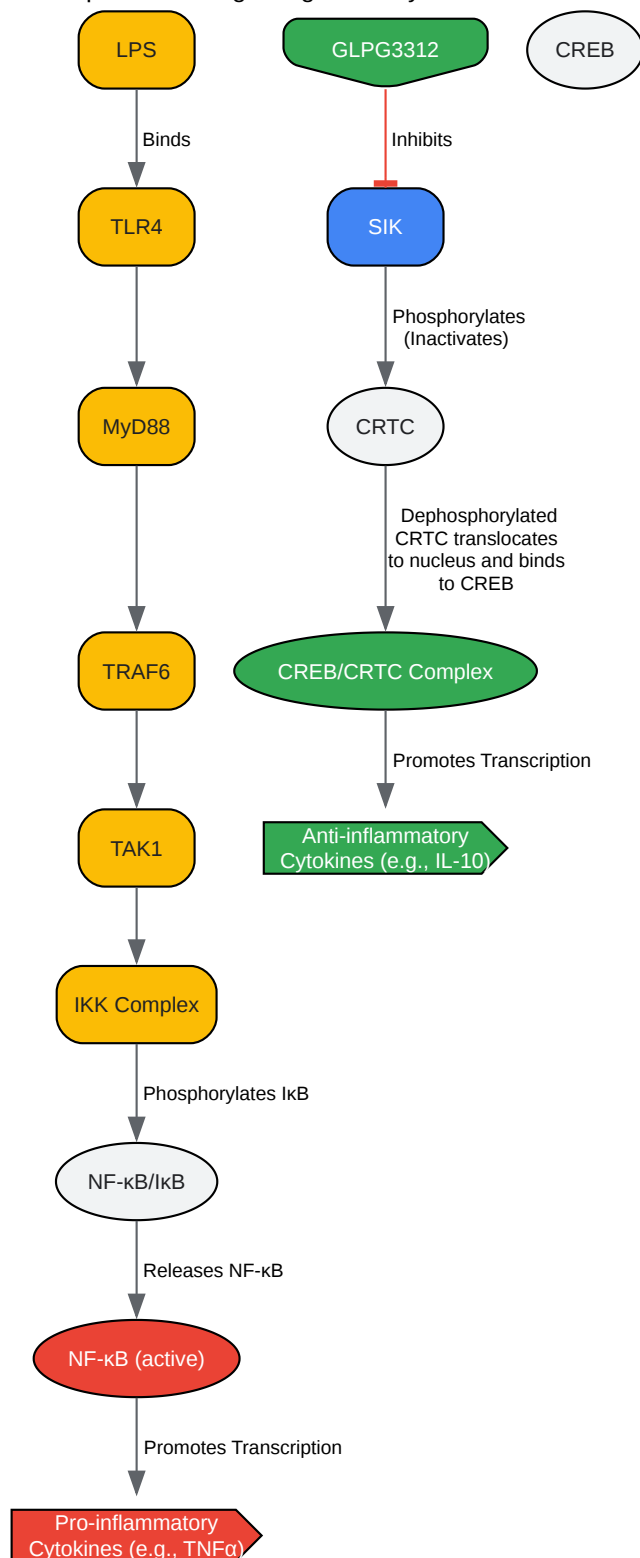 LPS
GLPG3312
CREB
Binds
Inhibits
TLR4
SIK
Phosphorylates
(Inactivates)
MyD88
CRTC
Dephosphorylated
CRTC translocates
to nucleus and binds
to CREB
TRAF6
CREB/CRTC Complex
Promotes Transcription
TAK1
Anti-inflammatory
Cytokines (e.g., IL-10)
IKK Complex
Phosphorylates IκB
NF-κB/IκB
Releases NF-κB
NF-κB (active)
Promotes Transcription
Pro-inflammatory
Cytokines (e.g., TNFα)